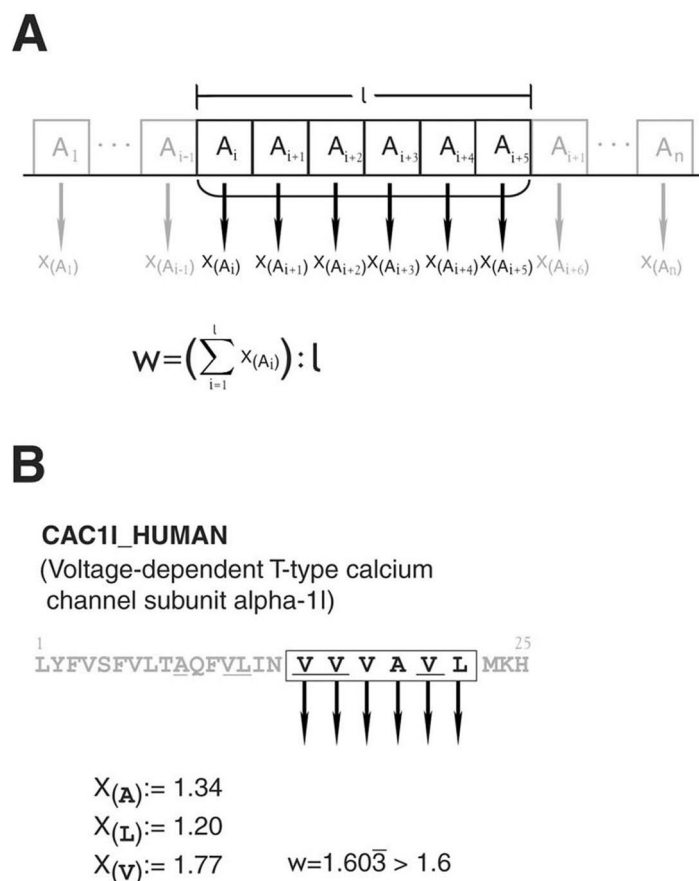 A
l
A1 ... Ai-1 Ai Ai+1 Ai+2 Ai+3 Ai+4 Ai+5 Ai+1 ... An
X(A1) X(Ai-1) X(Ai) X(Ai+1) X(Ai+2) X(Ai+3) X(Ai+4) X(Ai+5) X(Ai+6) X(An)
w=(∑ l i=1 X(Ai)):l
B
CAC1I_HUMAN
(Voltage-dependent T-type calcium
channel subunit alpha-1I)
1 25
LYFVSFVLTAQFVLIN V V V A V L MKH
X(A):= 1.34
X(L):= 1.20
X(V):= 1.77 w=1.603̅ > 1.6